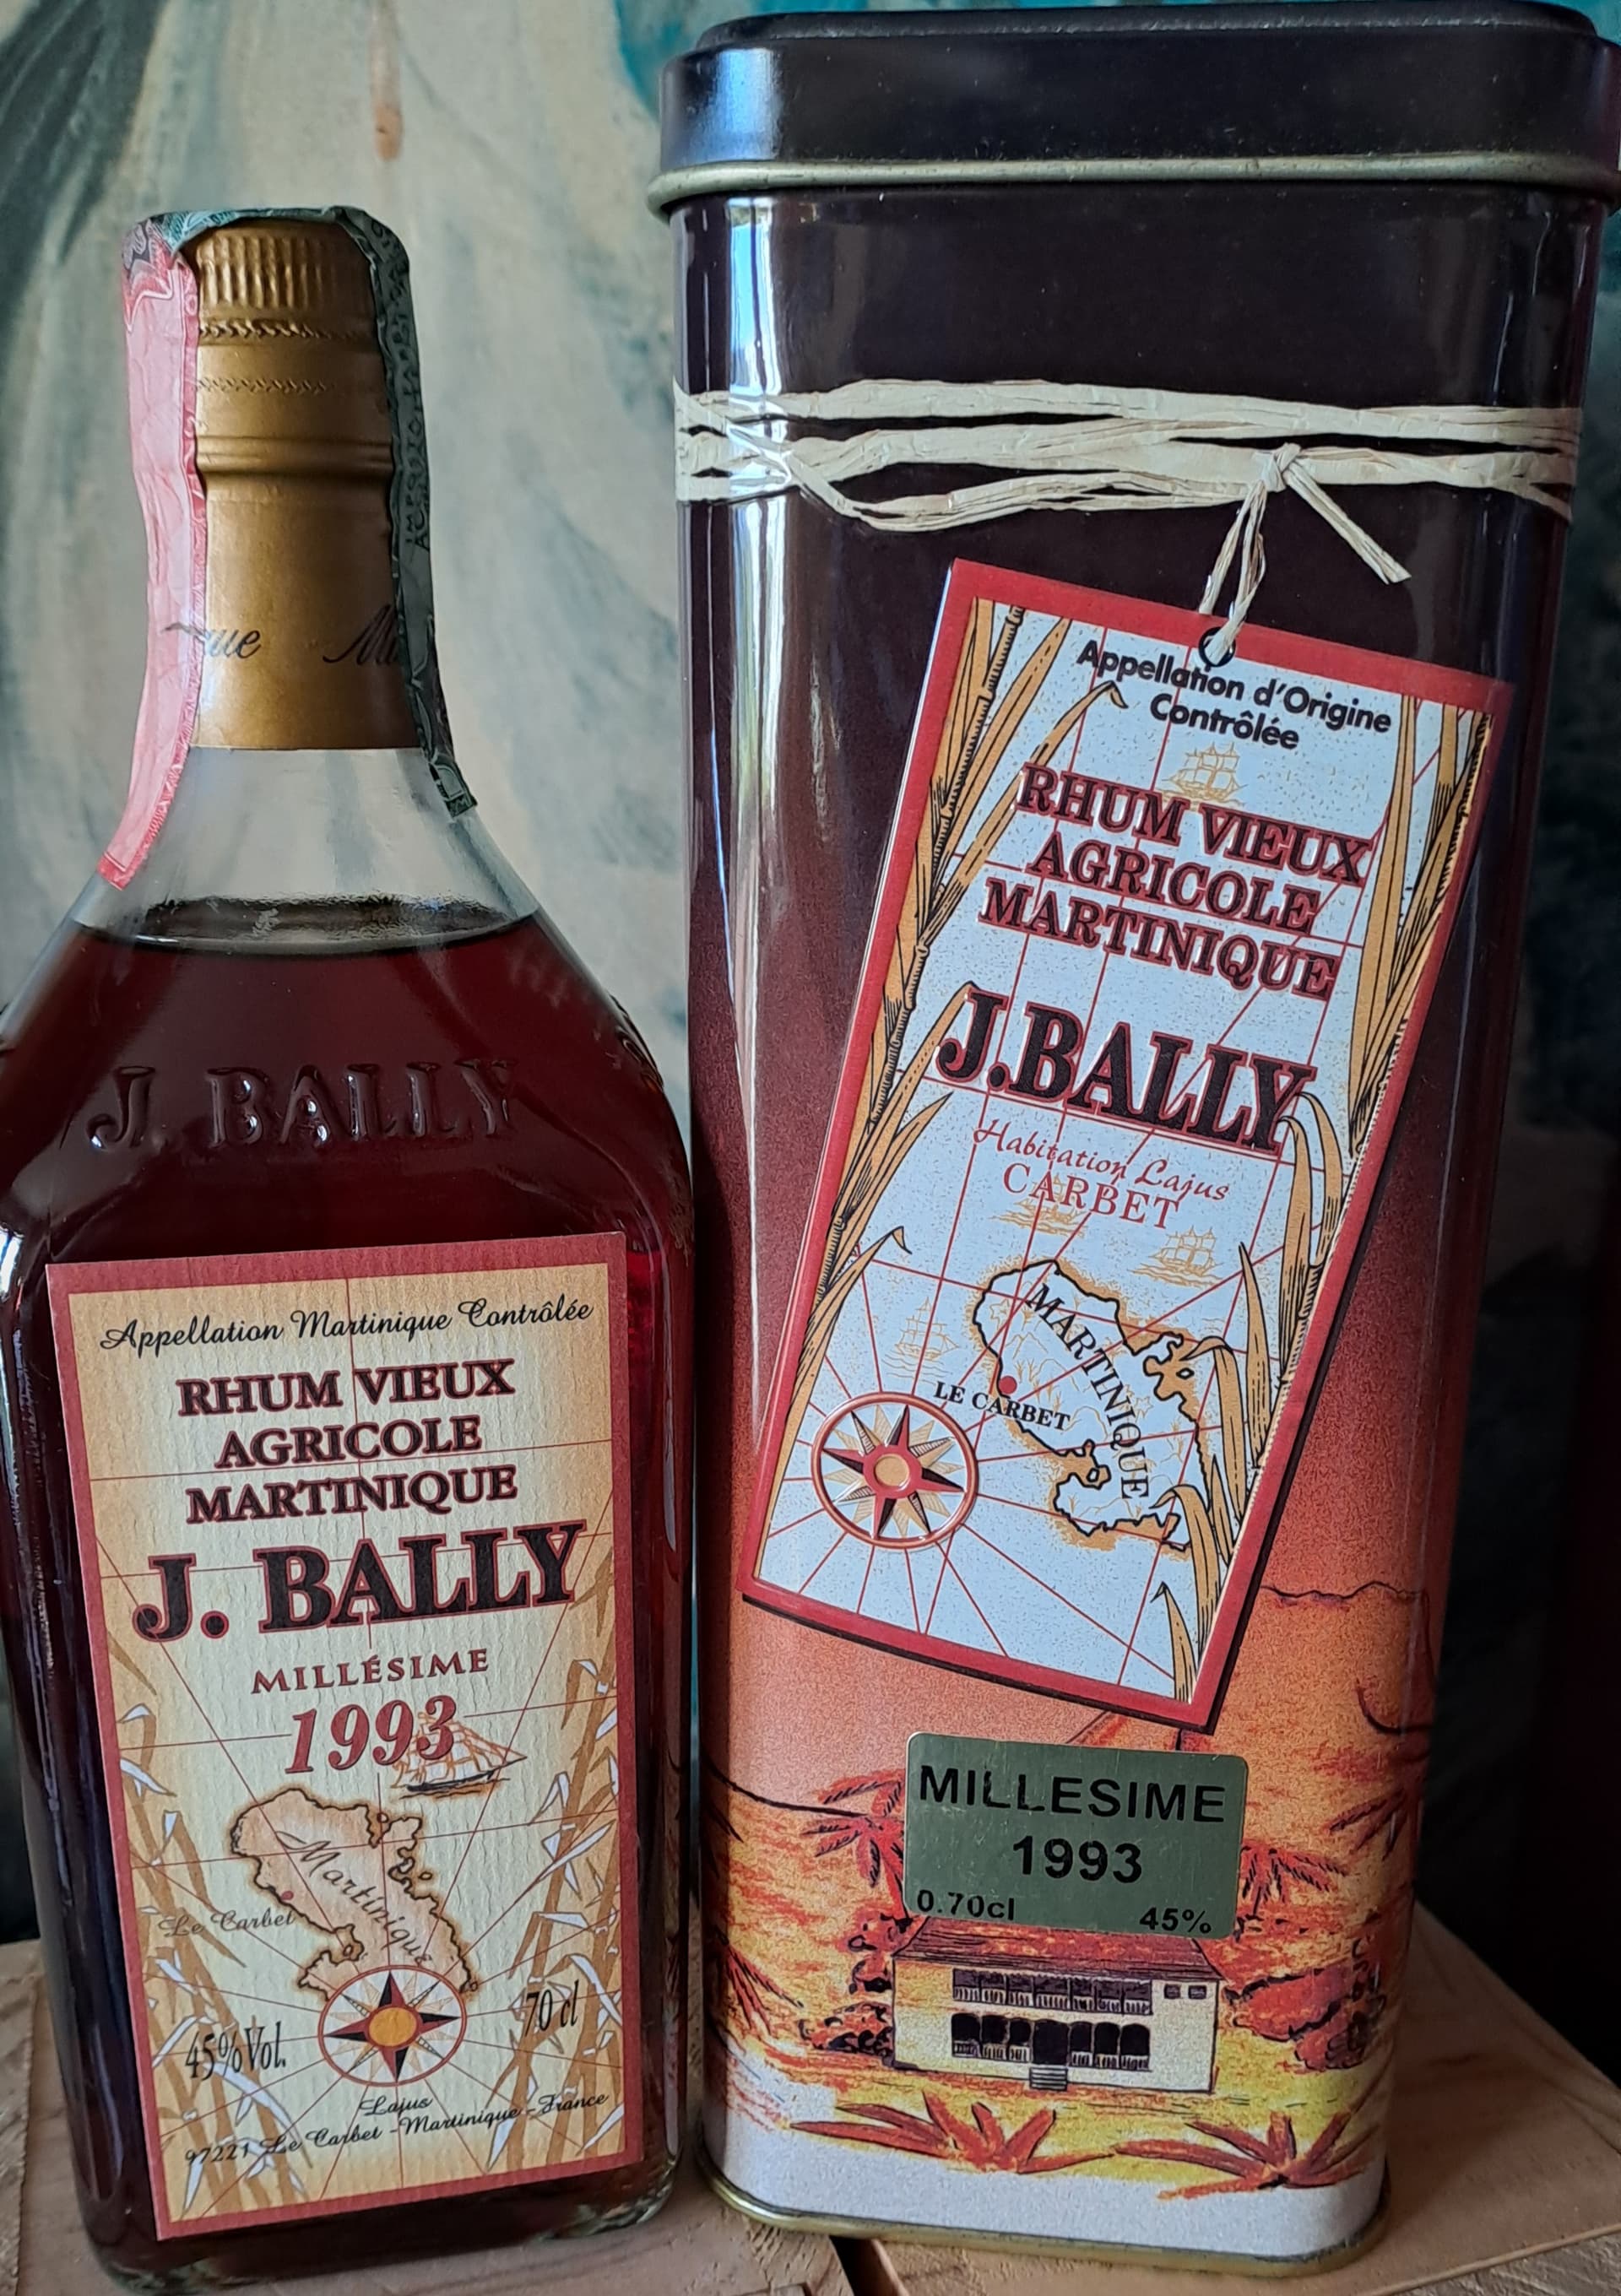 J. BALLY
Appellation Martinique Contrôlée
RHUM VIEUX
AGRICOLE
MARTINIQUE
J. BALLY
MILLÉSIME
1993
Martinique
Le Carbet
70 cl
45% Vol.
Lajus
97221 Le Carbet - Martinique - France
Appellation d'Origine
Contrôlée
RHUM VIEUX
AGRICOLE
MARTINIQUE
J.BALLY
Habitation Lajus
CARBET
MARTINIQUE
LE CARBET
MILLESIME
1993
0.70cl 45%